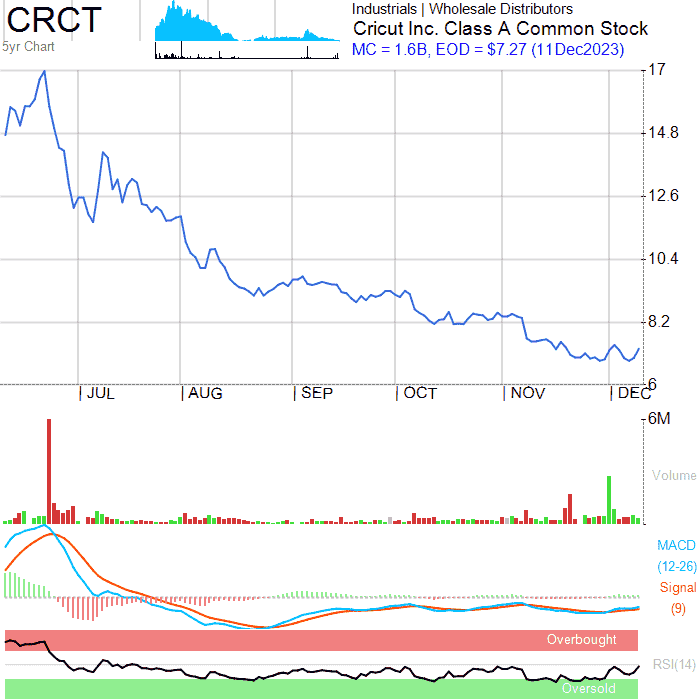 CRCT
5yr Chart
Industrials | Wholesale Distributors
Cricut Inc. Class A Common Stock
MC = 1.6B, EOD = $7.27 (11Dec2023)
17
14.8
12.6
10.4
8.2
6
| JUL | AUG | SEP | OCT | NOV | DEC
6M
Volume
MACD
(12-26)
Signal
(9)
Overbought
RSI(14)
Oversold